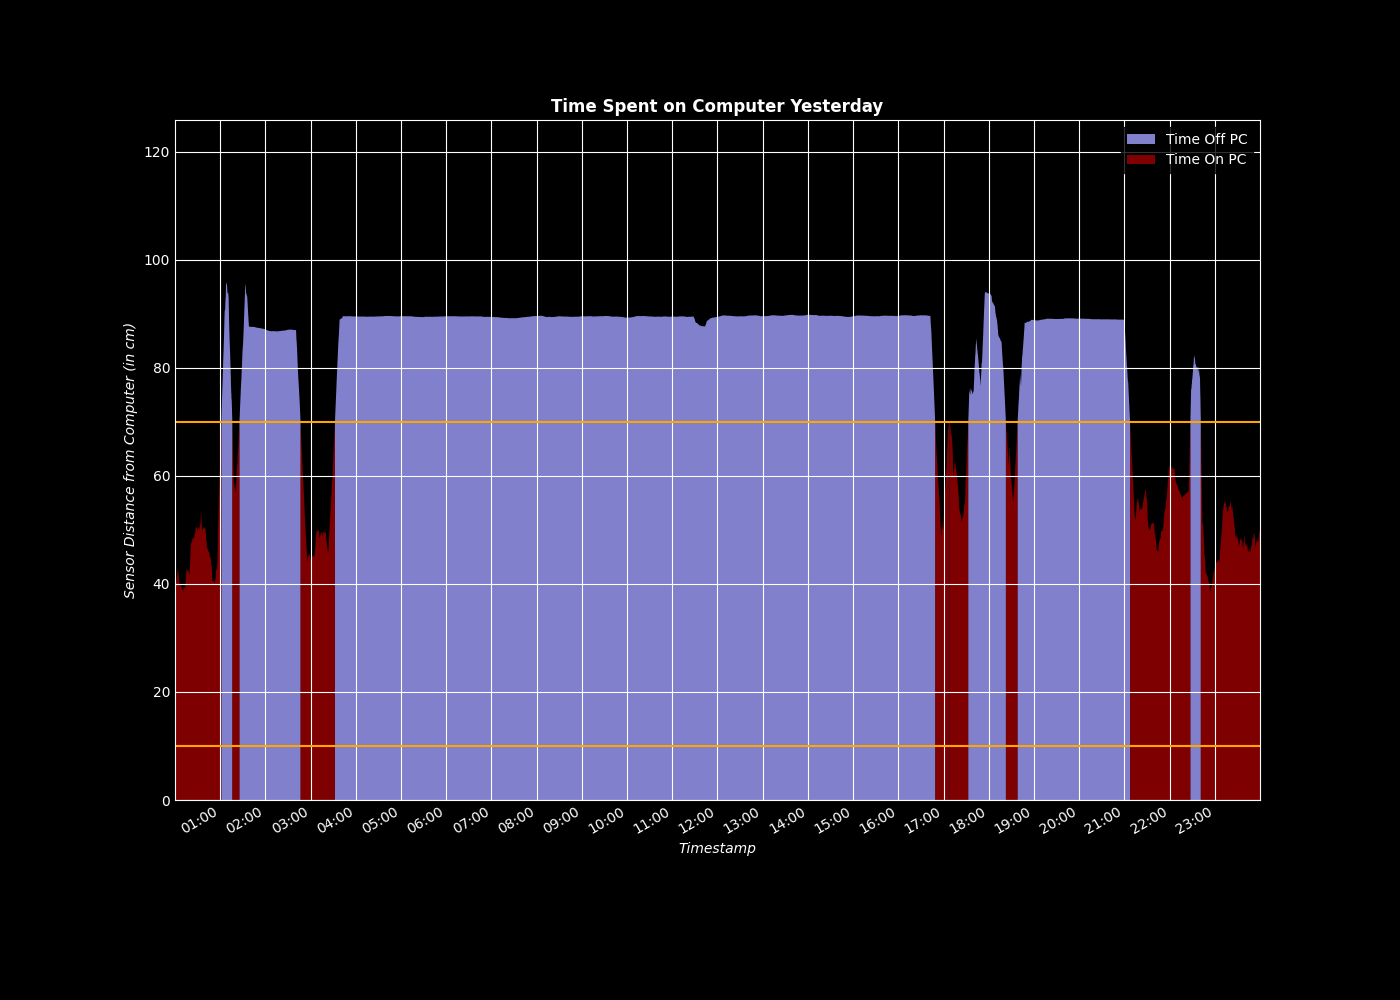 Time Spent on Computer Yesterday
Time Off PC
Time On PC
120
100
80
60
40
20
0
Sensor Distance from Computer (in cm)
01:00 02:00 03:00 04:00 05:00 06:00 07:00 08:00 09:00 10:00 11:00 12:00 13:00 14:00 15:00 16:00 17:00 18:00 19:00 20:00 21:00 22:00 23:00
Timestamp